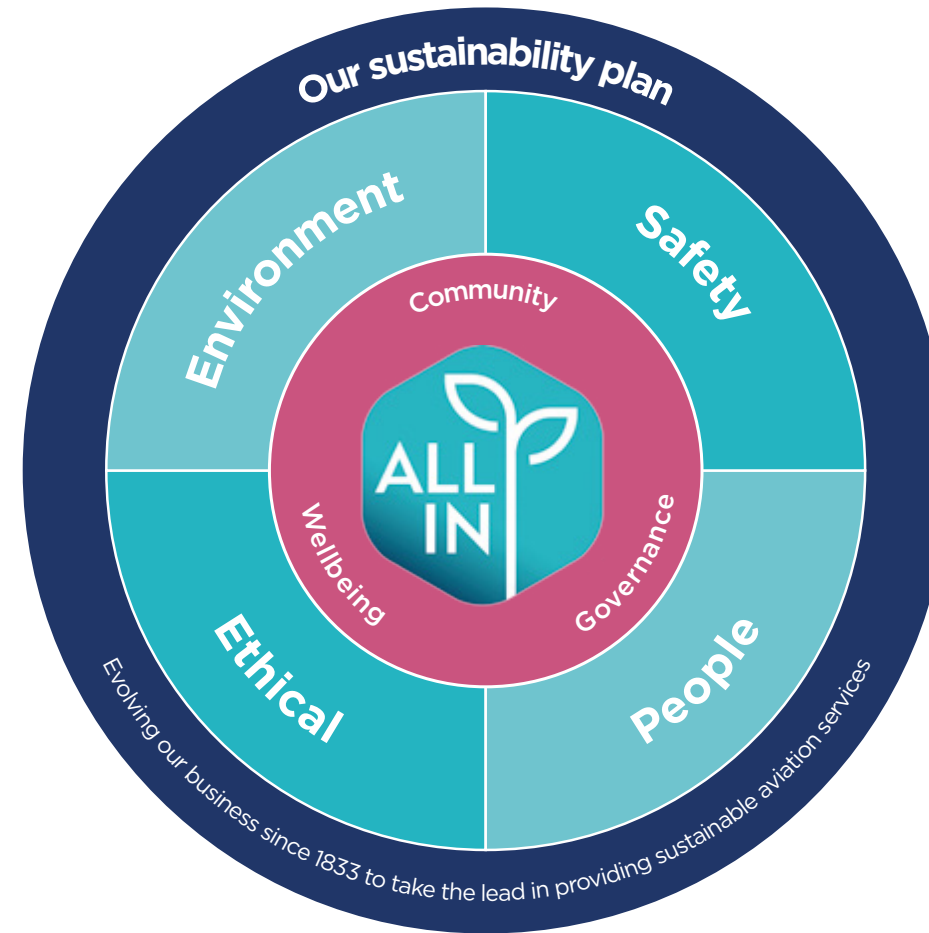 Our sustainability plan
Environment
Safety
Community
ALL
IN
Wellbeing
Governance
Ethical
People
Evolving our business since 1833 to take the lead in providing sustainable aviation services